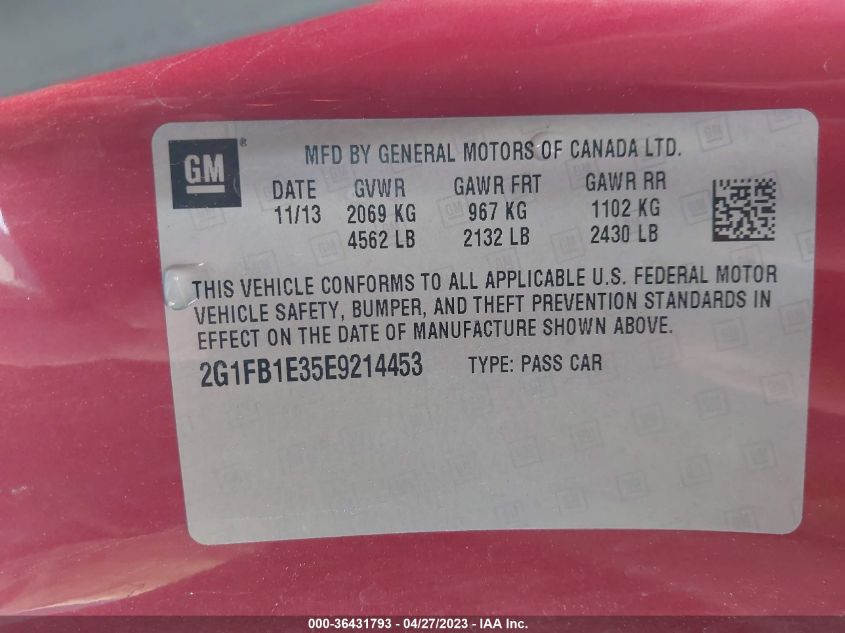 GM ®
MFD BY GENERAL MOTORS OF CANADA LTD.
DATE GVWR GAWR FRT GAWR RR
11/13 2069 KG 967 KG 1102 KG
4562 LB 2132 LB 2430 LB
THIS VEHICLE CONFORMS TO ALL APPLICABLE U.S. FEDERAL MOTOR
VEHICLE SAFETY, BUMPER, AND THEFT PREVENTION STANDARDS IN
EFFECT ON THE DATE OF MANUFACTURE SHOWN ABOVE.
2G1FB1E35E9214453 TYPE: PASS CAR
000-36431793 - 04/27/2023 - IAA Inc.